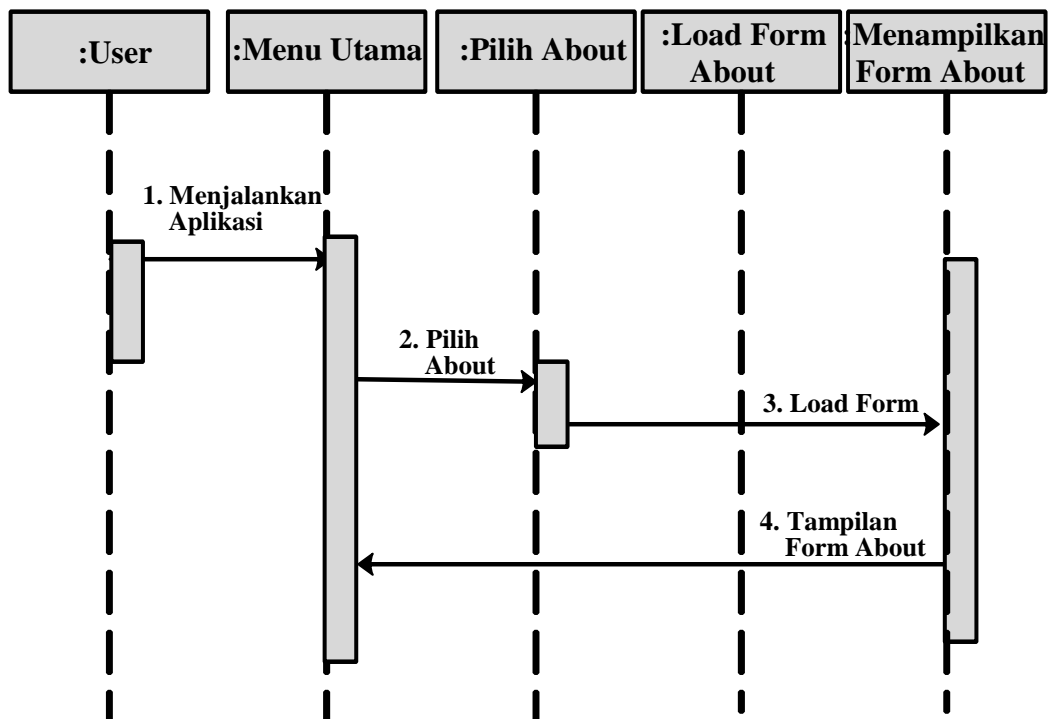 :User
:Menu Utama
:Pilih About
:Load Form
About
:Menampilkan
Form About
1. Menjalankan
Aplikasi
2. Pilih
About
3. Load Form
4. Tampilan
Form About